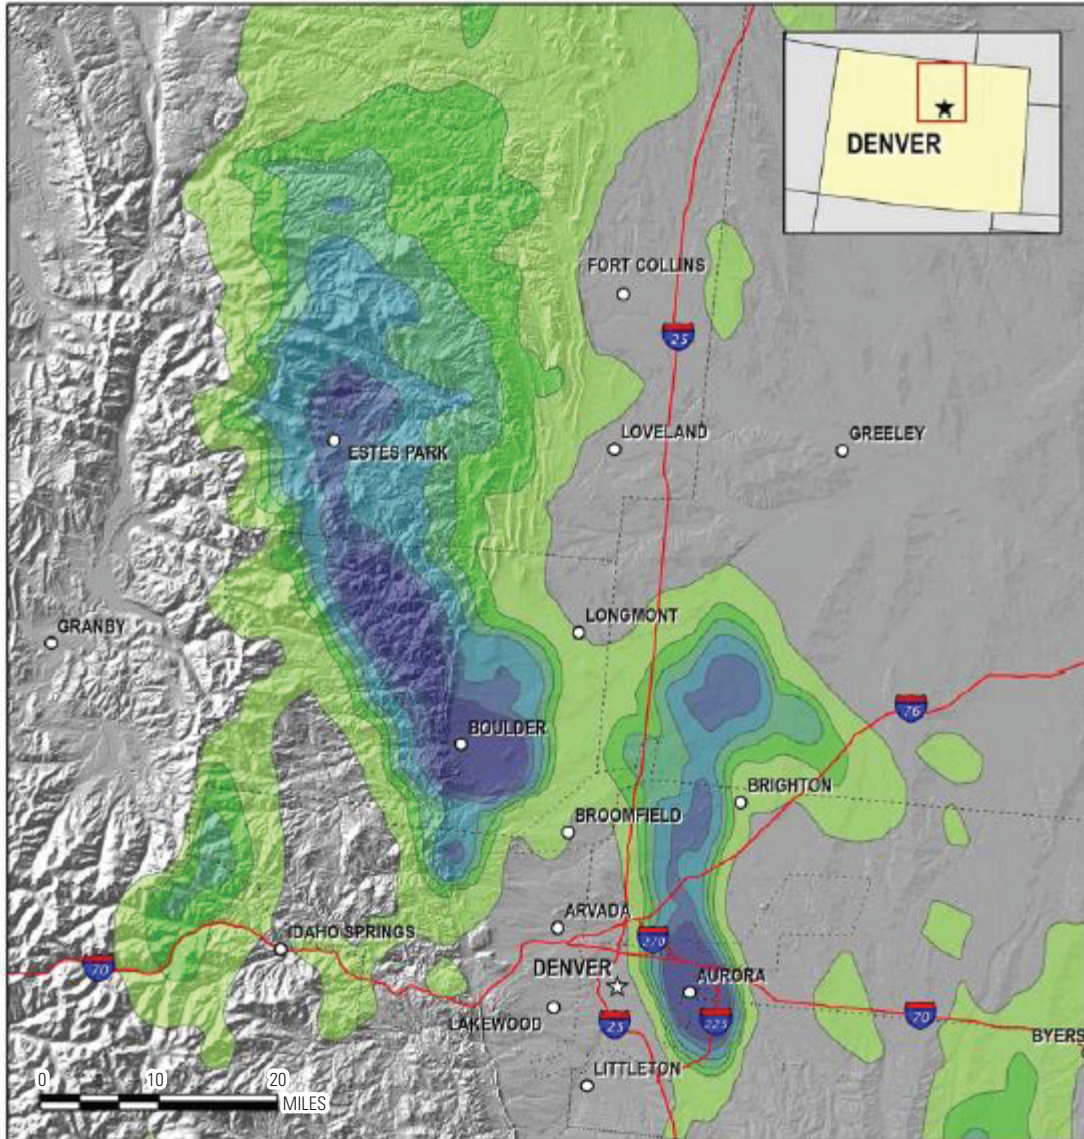 DENVER
FORT COLLINS
25
LOVELAND
GREELEY
ESTES PARK
LONGMONT
GRANBY
76
BOULDER
BRIGHTON
BROOMFIELD
ARVADA
IDAHO SPRINGS
270
70
DENVER
AURORA
LAKEWOOD
25
225
70
BYERS
LITTLETON
0 10 20
MILES